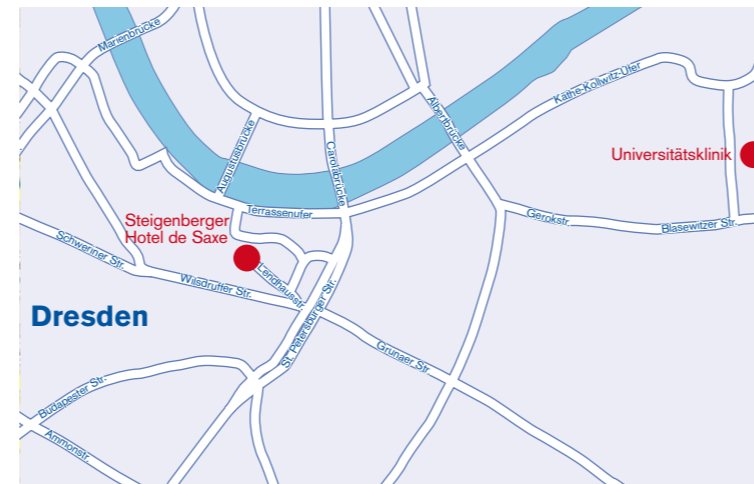 Marienbrücke
Augustusbrücke
Carolabrücke
Albertbrücke
Käthe-Kollwitz-Ufer
Universitätsklinik
Terrassenufer
Gerokstr.
Blasewitzer Str.
Steigenberger
Hotel de Saxe
Schweriner Str.
Wilsdruffer Str.
Lendhausstr.
St. Petersburger Str.
Dresden
Grunaer Str.
Budapester Str.
Ammonstr.